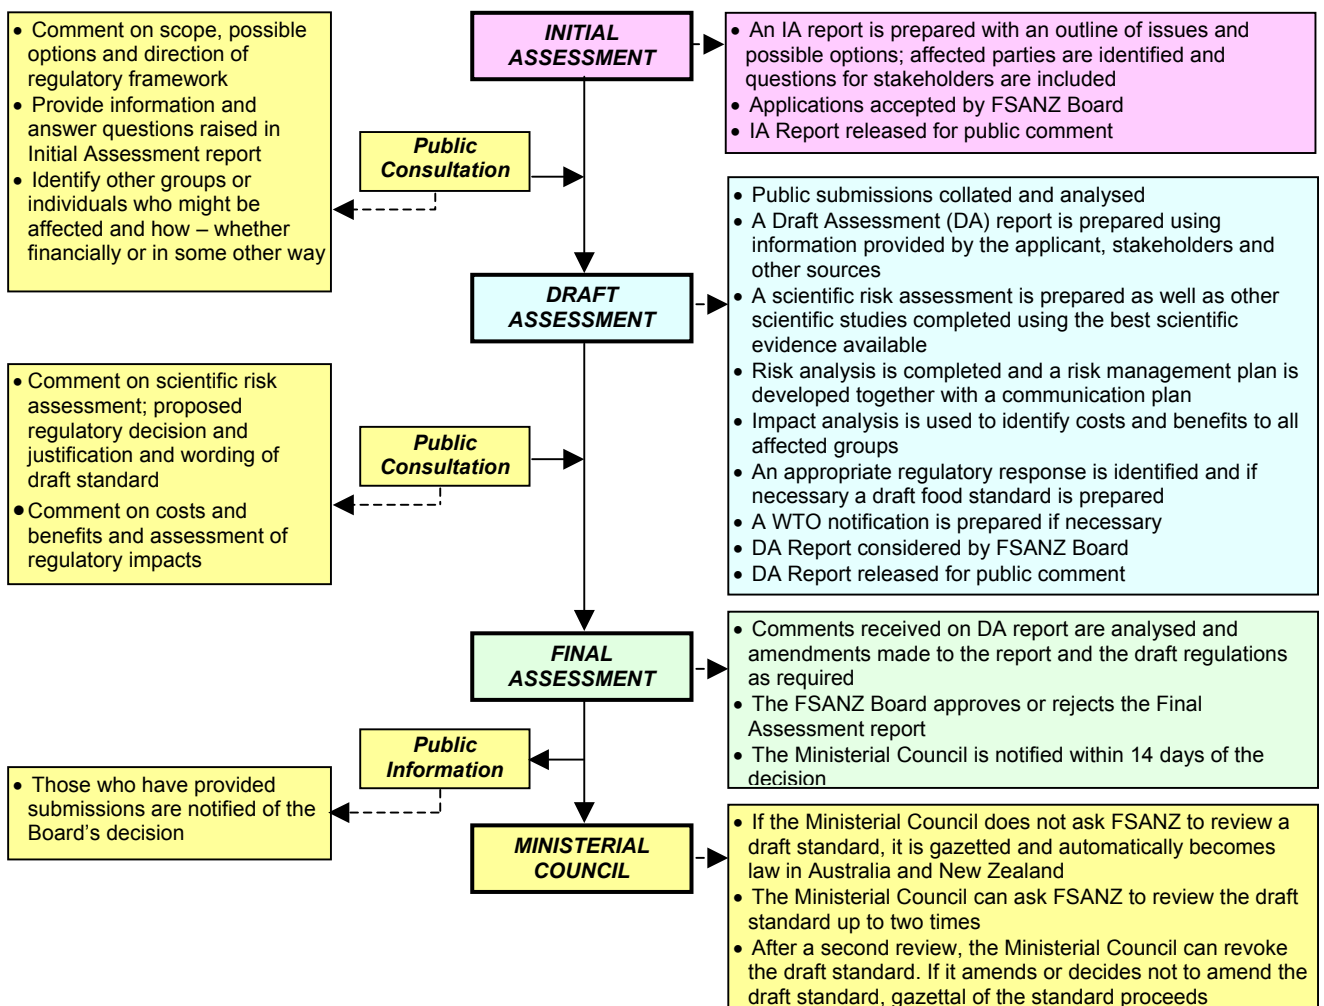 • Comment on scope, possible
options and direction of
regulatory framework
• Provide information and
answer questions raised in
Initial Assessment report
• Identify other groups or
individuals who might be
affected and how – whether
financially or in some other way
INITIAL
ASSESSMENT
• An IA report is prepared with an outline of issues and
possible options; affected parties are identified and
questions for stakeholders are included
• Applications accepted by FSANZ Board
• IA Report released for public comment
Public
Consultation
DRAFT
ASSESSMENT
• Public submissions collated and analysed
• A Draft Assessment (DA) report is prepared using
information provided by the applicant, stakeholders and
other sources
• A scientific risk assessment is prepared as well as other
scientific studies completed using the best scientific
evidence available
• Risk analysis is completed and a risk management plan is
developed together with a communication plan
• Impact analysis is used to identify costs and benefits to all
affected groups
• An appropriate regulatory response is identified and if
necessary a draft food standard is prepared
• A WTO notification is prepared if necessary
• DA Report considered by FSANZ Board
• DA Report released for public comment
• Comment on scientific risk
assessment; proposed
regulatory decision and
justification and wording of
draft standard
• Comment on costs and
benefits and assessment of
regulatory impacts
Public
Consultation
FINAL
ASSESSMENT
• Comments received on DA report are analysed and
amendments made to the report and the draft regulations
as required
• The FSANZ Board approves or rejects the Final
Assessment report
• The Ministerial Council is notified within 14 days of the
decision
Public
Information
• Those who have provided
submissions are notified of the
Board's decision
MINISTERIAL
COUNCIL
• If the Ministerial Council does not ask FSANZ to review a
draft standard, it is gazetted and automatically becomes
law in Australia and New Zealand
• The Ministerial Council can ask FSANZ to review the draft
standard up to two times
• After a second review, the Ministerial Council can revoke
the draft standard. If it amends or decides not to amend the
draft standard, gazettal of the standard proceeds